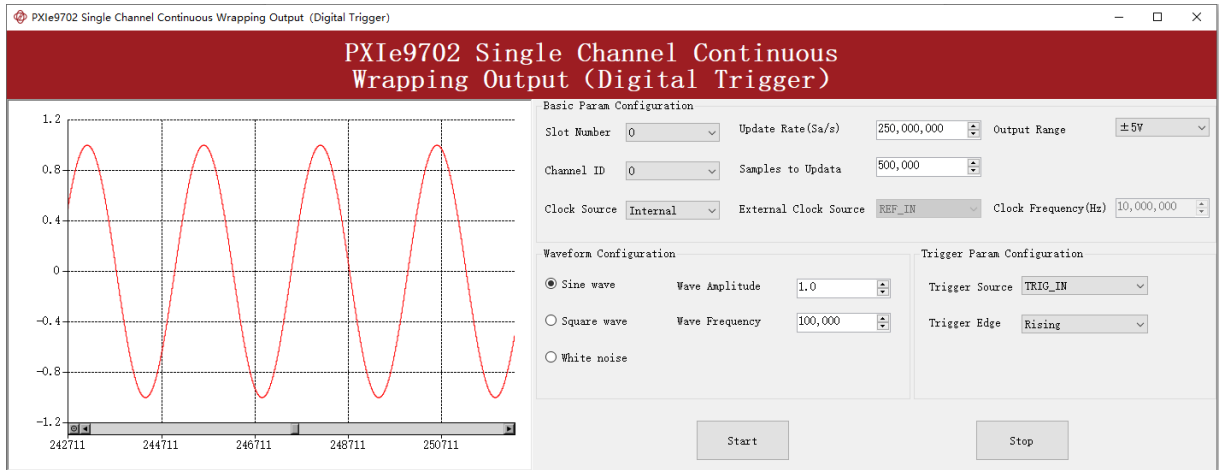 PXIe9702 Single Channel Continuous Wrapping Output (Digital Trigger)
PXIe9702 Single Channel Continuous
Wrapping Output (Digital Trigger)
1.2
0.8
0.4
0
-0.4
-0.8
-1.2
242711 244711 246711 248711 250711
Basic Param Configuration
Slot Number 0 Update Rate(Sa/s) 250,000,000 Output Range ±5V
Channel ID 0 Samples to Updata 500,000
Clock Source Internal External Clock Source REF_IN Clock Frequency(Hz) 10,000,000
Waveform Configuration
Sine wave Wave Amplitude 1.0
Square wave Wave Frequency 100,000
White noise
Trigger Param Configuration
Trigger Source TRIG_IN
Trigger Edge Rising
Start Stop